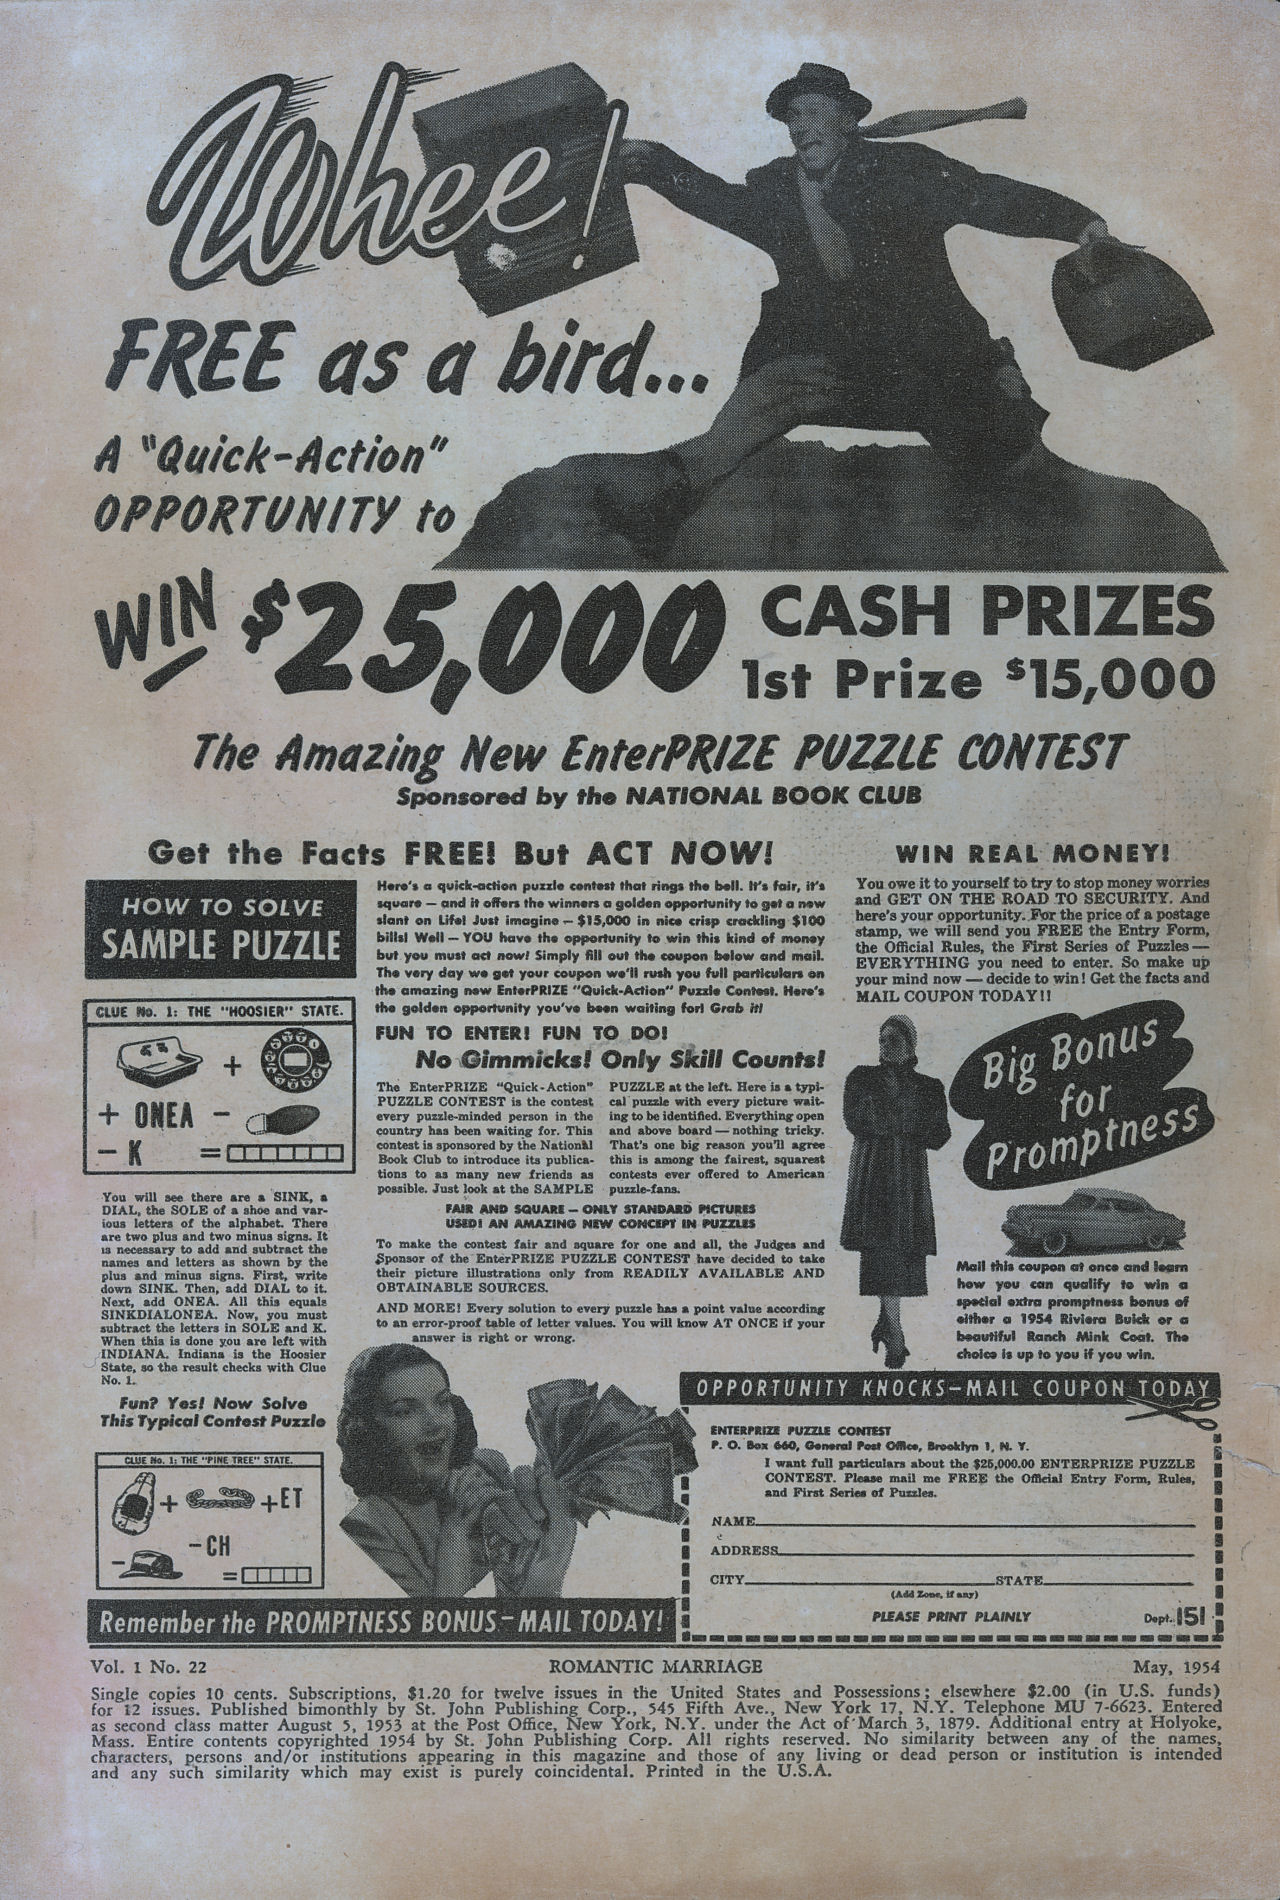 Whee!
FREE as a bird...
A "Quick-Action"
OPPORTUNITY to
WIN $25,000 CASH PRIZES
1st Prize $15,000
The Amazing New EnterPRIZE PUZZLE CONTEST
Sponsored by the NATIONAL BOOK CLUB
Get the Facts FREE! But ACT NOW!
HOW TO SOLVE
SAMPLE PUZZLE
CLUE No. 1: THE "HOOSIER" STATE.
+
+ ONEA -
- K =
You will see there are a SINK, a
DIAL, the SOLE of a shoe and var-
ious letters of the alphabet. There
are two plus and two minus signs. It
is necessary to add and subtract the
names and letters as shown by the
plus and minus signs. First, write
down SINK. Then, add DIAL to it.
Next, add ONEA. All this equals
SINKDIALONEA. Now, you must
subtract the letters in SOLE and K.
When this is done you are left with
INDIANA. Indiana is the Hoosier
State, so the result checks with Clue
No. 1.
Fun? Yes! Now Solve
This Typical Contest Puzzle
CLUE No. 1: THE "PINE TREE" STATE.
+ +ET
-CH
- =
Here's a quick-action puzzle contest that rings the bell. It's fair, it's
square — and it offers the winners a golden opportunity to get a new
slant on Life! Just imagine — $15,000 in nice crisp crackling $100
bills! Well — YOU have the opportunity to win this kind of money
but you must act now! Simply fill out the coupon below and mail.
The very day we get your coupon we'll rush you full particulars on
the amazing new EnterPRIZE "Quick-Action" Puzzle Contest. Here's
the golden opportunity you've been waiting for! Grab it!
FUN TO ENTER! FUN TO DO!
No Gimmicks! Only Skill Counts!
The EnterPRIZE "Quick-Action"
PUZZLE CONTEST is the contest
every puzzle-minded person in the
country has been waiting for. This
contest is sponsored by the National
Book Club to introduce its publica-
tions to as many new friends as
possible. Just look at the SAMPLE
PUZZLE at the left. Here is a typi-
cal puzzle with every picture wait-
ing to be identified. Everything open
and above board — nothing tricky.
That's one big reason you'll agree
this is among the fairest, squarest
contests ever offered to American
puzzle-fans.
FAIR AND SQUARE — ONLY STANDARD PICTURES
USED! AN AMAZING NEW CONCEPT IN PUZZLES
To make the contest fair and square for one and all, the Judges and
Sponsor of the EnterPRIZE PUZZLE CONTEST have decided to take
their picture illustrations only from READILY AVAILABLE AND
OBTAINABLE SOURCES.
AND MORE! Every solution to every puzzle has a point value according
to an error-proof table of letter values. You will know AT ONCE if your
answer is right or wrong.
WIN REAL MONEY!
You owe it to yourself to try to stop money worries
and GET ON THE ROAD TO SECURITY. And
here's your opportunity. For the price of a postage
stamp, we will send you FREE the Entry Form,
the Official Rules, the First Series of Puzzles —
EVERYTHING you need to enter. So make up
your mind now — decide to win! Get the facts and
MAIL COUPON TODAY!!
Big Bonus
for
Promptness
Mail this coupon at once and learn
how you can qualify to win a
special extra promptness bonus of
either a 1954 Riviera Buick or a
beautiful Ranch Mink Coat. The
choice is up to you if you win.
Remember the PROMPTNESS BONUS — MAIL TODAY!
OPPORTUNITY KNOCKS—MAIL COUPON TODAY
ENTERPRIZE PUZZLE CONTEST
P. O. Box 660, General Post Office, Brooklyn 1, N. Y.
I want full particulars about the $25,000.00 ENTERPRIZE PUZZLE
CONTEST. Please mail me FREE the Official Entry Form, Rules,
and First Series of Puzzles.
NAME
ADDRESS
CITY STATE
(Add Zone, if any)
PLEASE PRINT PLAINLY Dept. 151
Vol. 1 No. 22 ROMANTIC MARRIAGE May, 1954
Single copies 10 cents. Subscriptions, $1.20 for twelve issues in the United States and Possessions; elsewhere $2.00 (in U.S. funds)
for 12 issues. Published bimonthly by St. John Publishing Corp., 545 Fifth Ave., New York 17, N.Y. Telephone MU 7-6623. Entered
as second class matter August 5, 1953 at the Post Office, New York, N.Y. under the Act of March 3, 1879. Additional entry at Holyoke,
Mass. Entire contents copyrighted 1954 by St. John Publishing Corp. All rights reserved. No similarity between any of the names,
characters, persons and/or institutions appearing in this magazine and those of any living or dead person or institution is intended
and any such similarity which may exist is purely coincidental. Printed in the U.S.A.